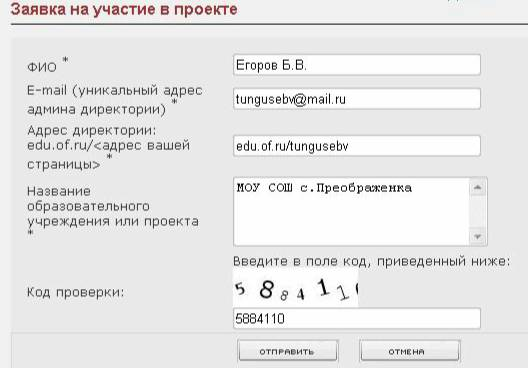 Заявка на участие в проекте
ФИО *
Егоров Б.В.
E-mail (уникальный адрес
админа директории) *
tungusebv@mail.ru
Адрес директории:
edu.of.ru/<адрес вашей
страницы> *
edu.of.ru/tungusebv
Название
образовательного
учреждения или проекта
*
МОУ СОШ с.Преображенка
Введите в поле код, приведенный ниже:
Код проверки:
5884110
ОТПРАВИТЬ
ОТМЕНА